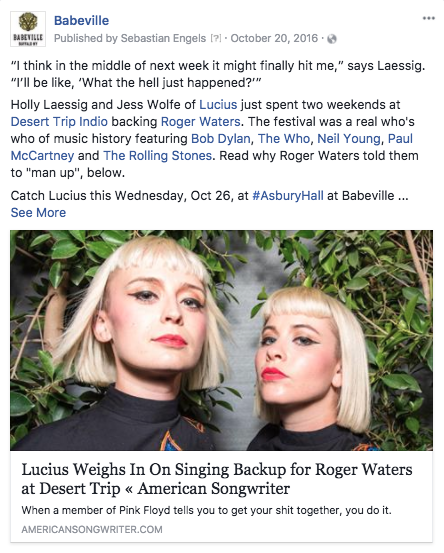 Babeville
BABEVILLE
BUFFALO NY
Published by Sebastian Engels [?] · October 20, 2016 ·
“I think in the middle of next week it might finally hit me,” says Laessig.
“I’ll be like, ‘What the hell just happened?’”
Holly Laessig and Jess Wolfe of Lucius just spent two weekends at
Desert Trip Indio backing Roger Waters. The festival was a real who's
who of music history featuring Bob Dylan, The Who, Neil Young, Paul
McCartney and The Rolling Stones. Read why Roger Waters told them
to "man up", below.
Catch Lucius this Wednesday, Oct 26, at #AsburyHall at Babeville ...
See More
Lucius Weighs In On Singing Backup for Roger Waters
at Desert Trip « American Songwriter
When a member of Pink Floyd tells you to get your shit together, you do it.
AMERICANSONGWRITER.COM